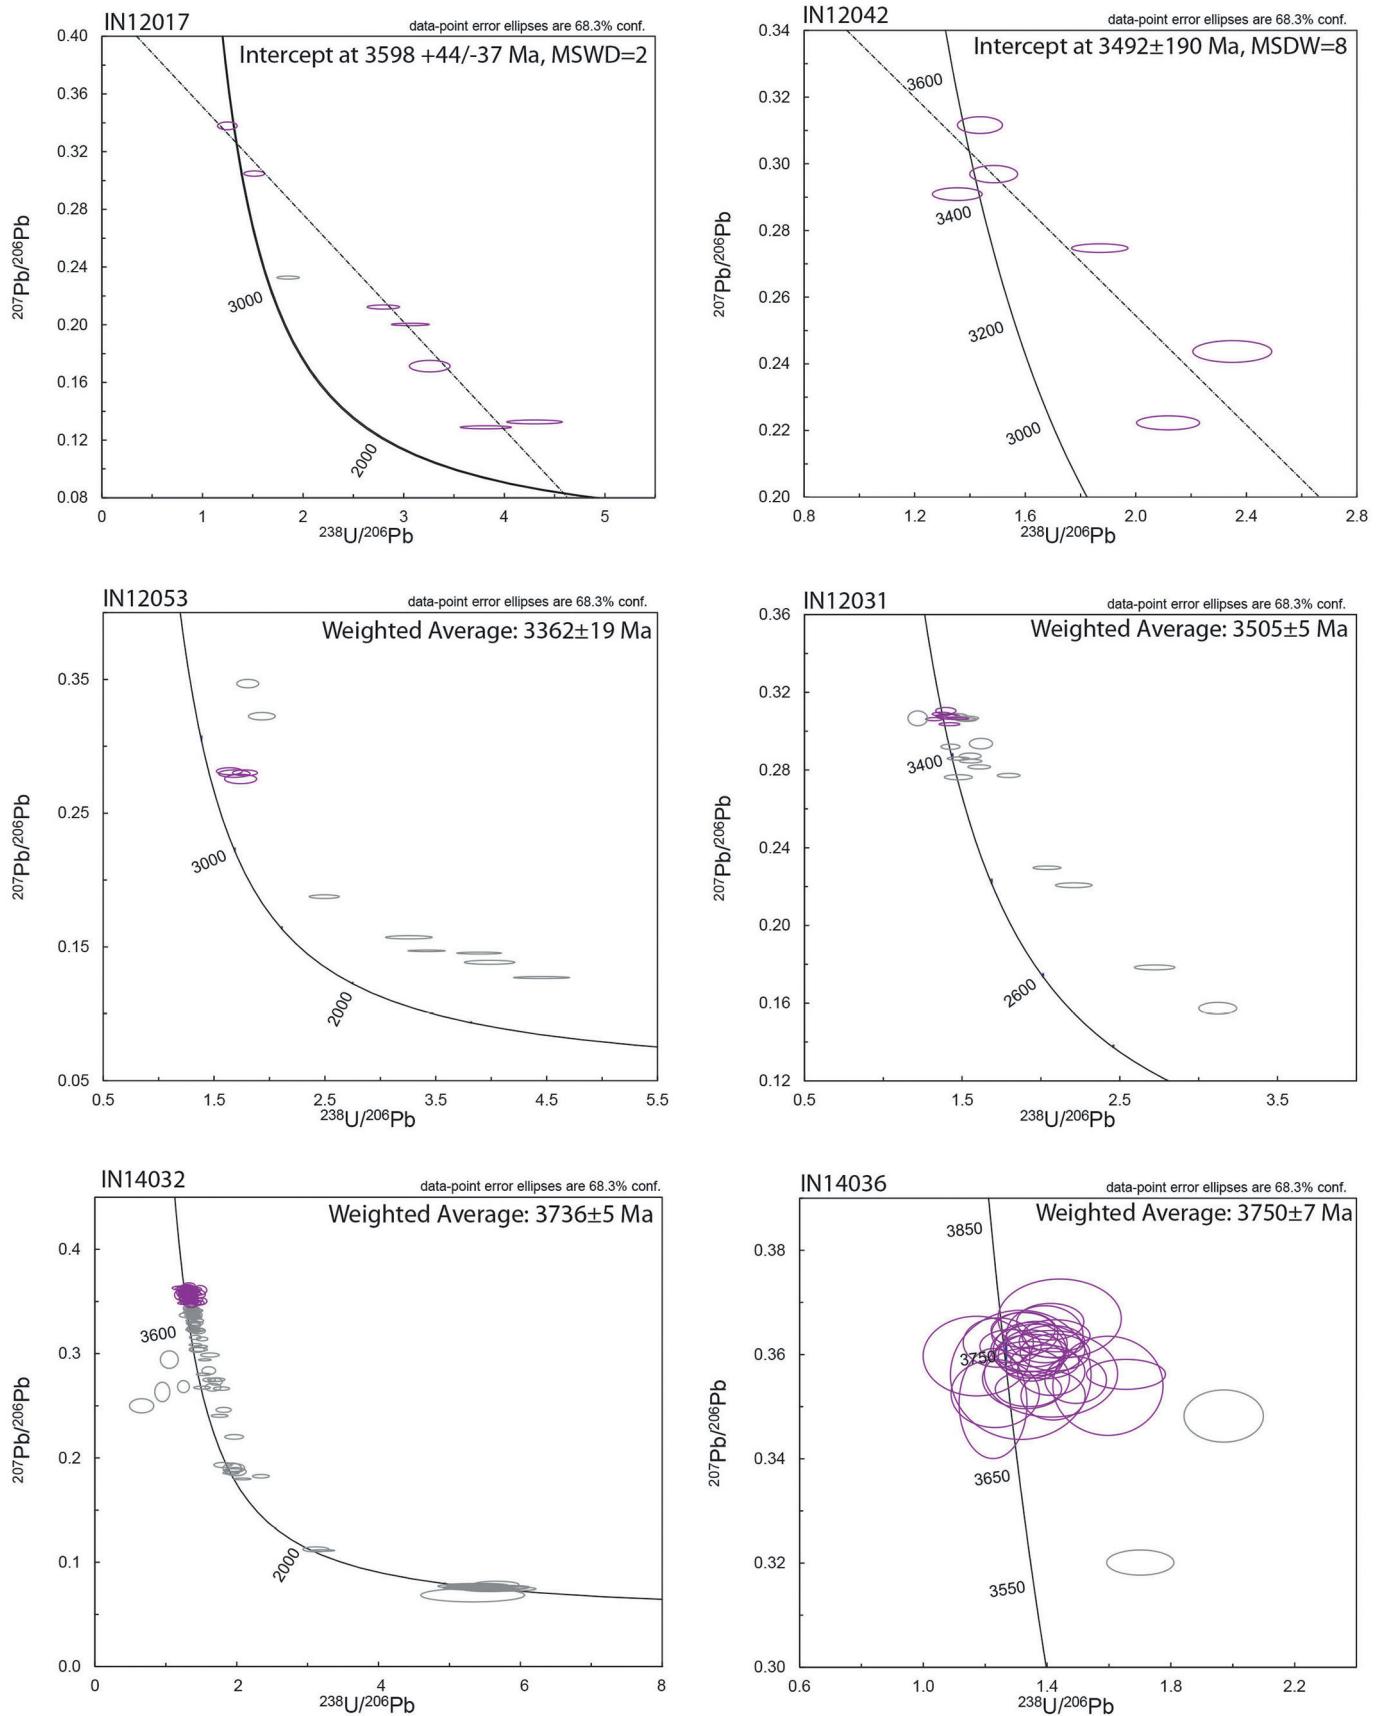 IN12017
data-point error ellipses are 68.3% conf.
Intercept at 3598 +44/-37 Ma, MSWD=2
0.40
0.36
0.32
0.28
0.24
0.20
0.16
0.12
0.08
207Pb/206Pb
3000
2000
0
1
2
3
4
5
238U/206Pb
IN12042
data-point error ellipses are 68.3% conf.
Intercept at 3492±190 Ma, MSDW=8
0.34
0.32
0.30
0.28
0.26
0.24
0.22
0.20
207Pb/206Pb
3600
3400
3200
3000
0.8
1.2
1.6
2.0
2.4
2.8
238U/206Pb
IN12053
data-point error ellipses are 68.3% conf.
Weighted Average: 3362±19 Ma
0.35
0.25
0.15
0.05
207Pb/206Pb
3000
2000
0.5
1.5
2.5
3.5
4.5
5.5
238U/206Pb
IN12031
data-point error ellipses are 68.3% conf.
Weighted Average: 3505±5 Ma
0.36
0.32
0.28
0.24
0.20
0.16
0.12
207Pb/206Pb
3400
2600
0.5
1.5
2.5
3.5
238U/206Pb
IN14032
data-point error ellipses are 68.3% conf.
Weighted Average: 3736±5 Ma
0.4
0.3
0.2
0.1
0.0
207Pb/206Pb
3600
2000
0
2
4
6
8
238U/206Pb
IN14036
data-point error ellipses are 68.3% conf.
Weighted Average: 3750±7 Ma
0.38
0.36
0.34
0.32
0.30
207Pb/206Pb
3850
3750
3650
3550
0.6
1.0
1.4
1.8
2.2
238U/206Pb